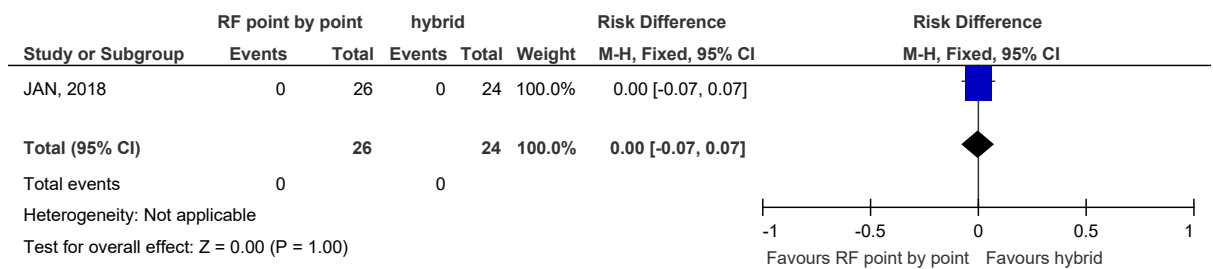 RF point by point hybrid Risk Difference Risk Difference
Study or Subgroup Events Total Events Total Weight M-H, Fixed, 95% CI M-H, Fixed, 95% CI
JAN, 2018 0 26 0 24 100.0% 0.00 [-0.07, 0.07]
Total (95% CI) 26 24 100.0% 0.00 [-0.07, 0.07]
Total events 0 0
Heterogeneity: Not applicable
Test for overall effect: Z = 0.00 (P = 1.00)
-1 -0.5 0 0.5 1
Favours RF point by point Favours hybrid